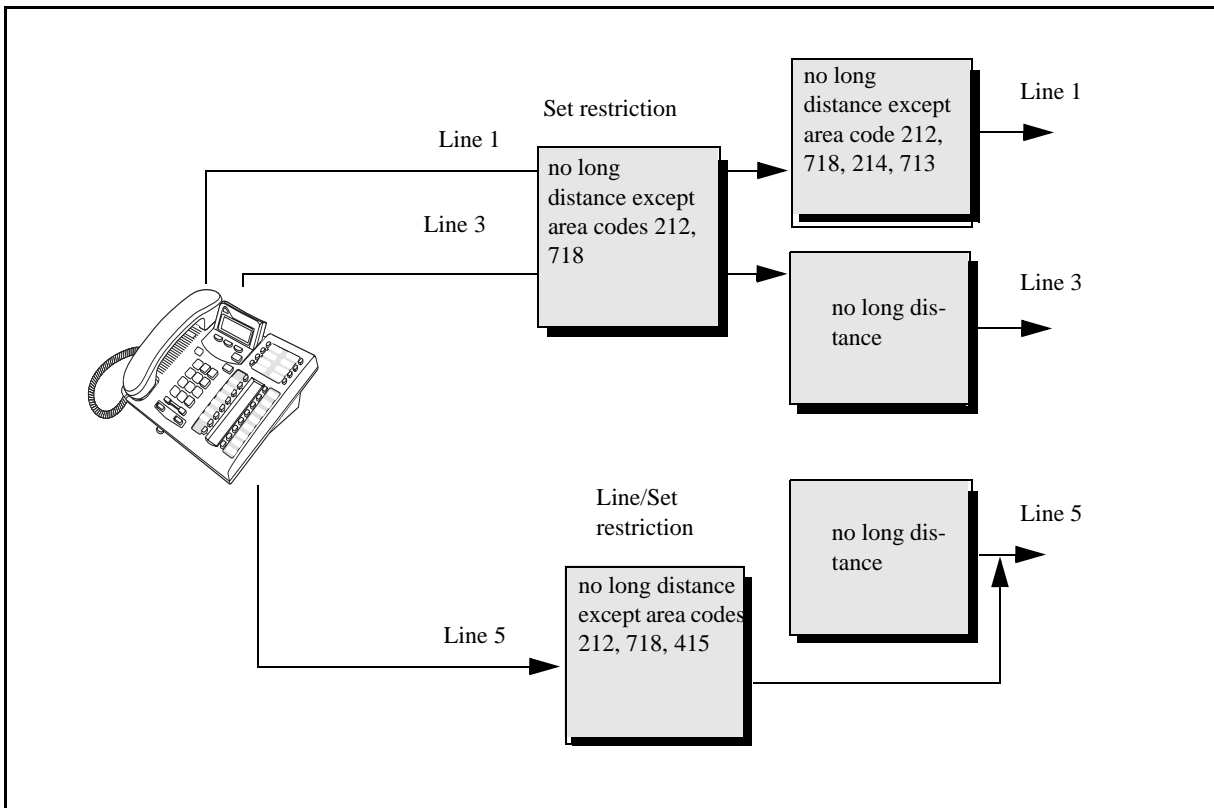 Set restriction
Line 1
Line 3
no long
distance except
area codes 212,
718
no long
distance except
area code 212,
718, 214, 713
Line 1
no long dis-
tance
Line 3
Line/Set
restriction
Line 5
no long distance
except area codes
212, 718, 415
no long dis-
tance
Line 5